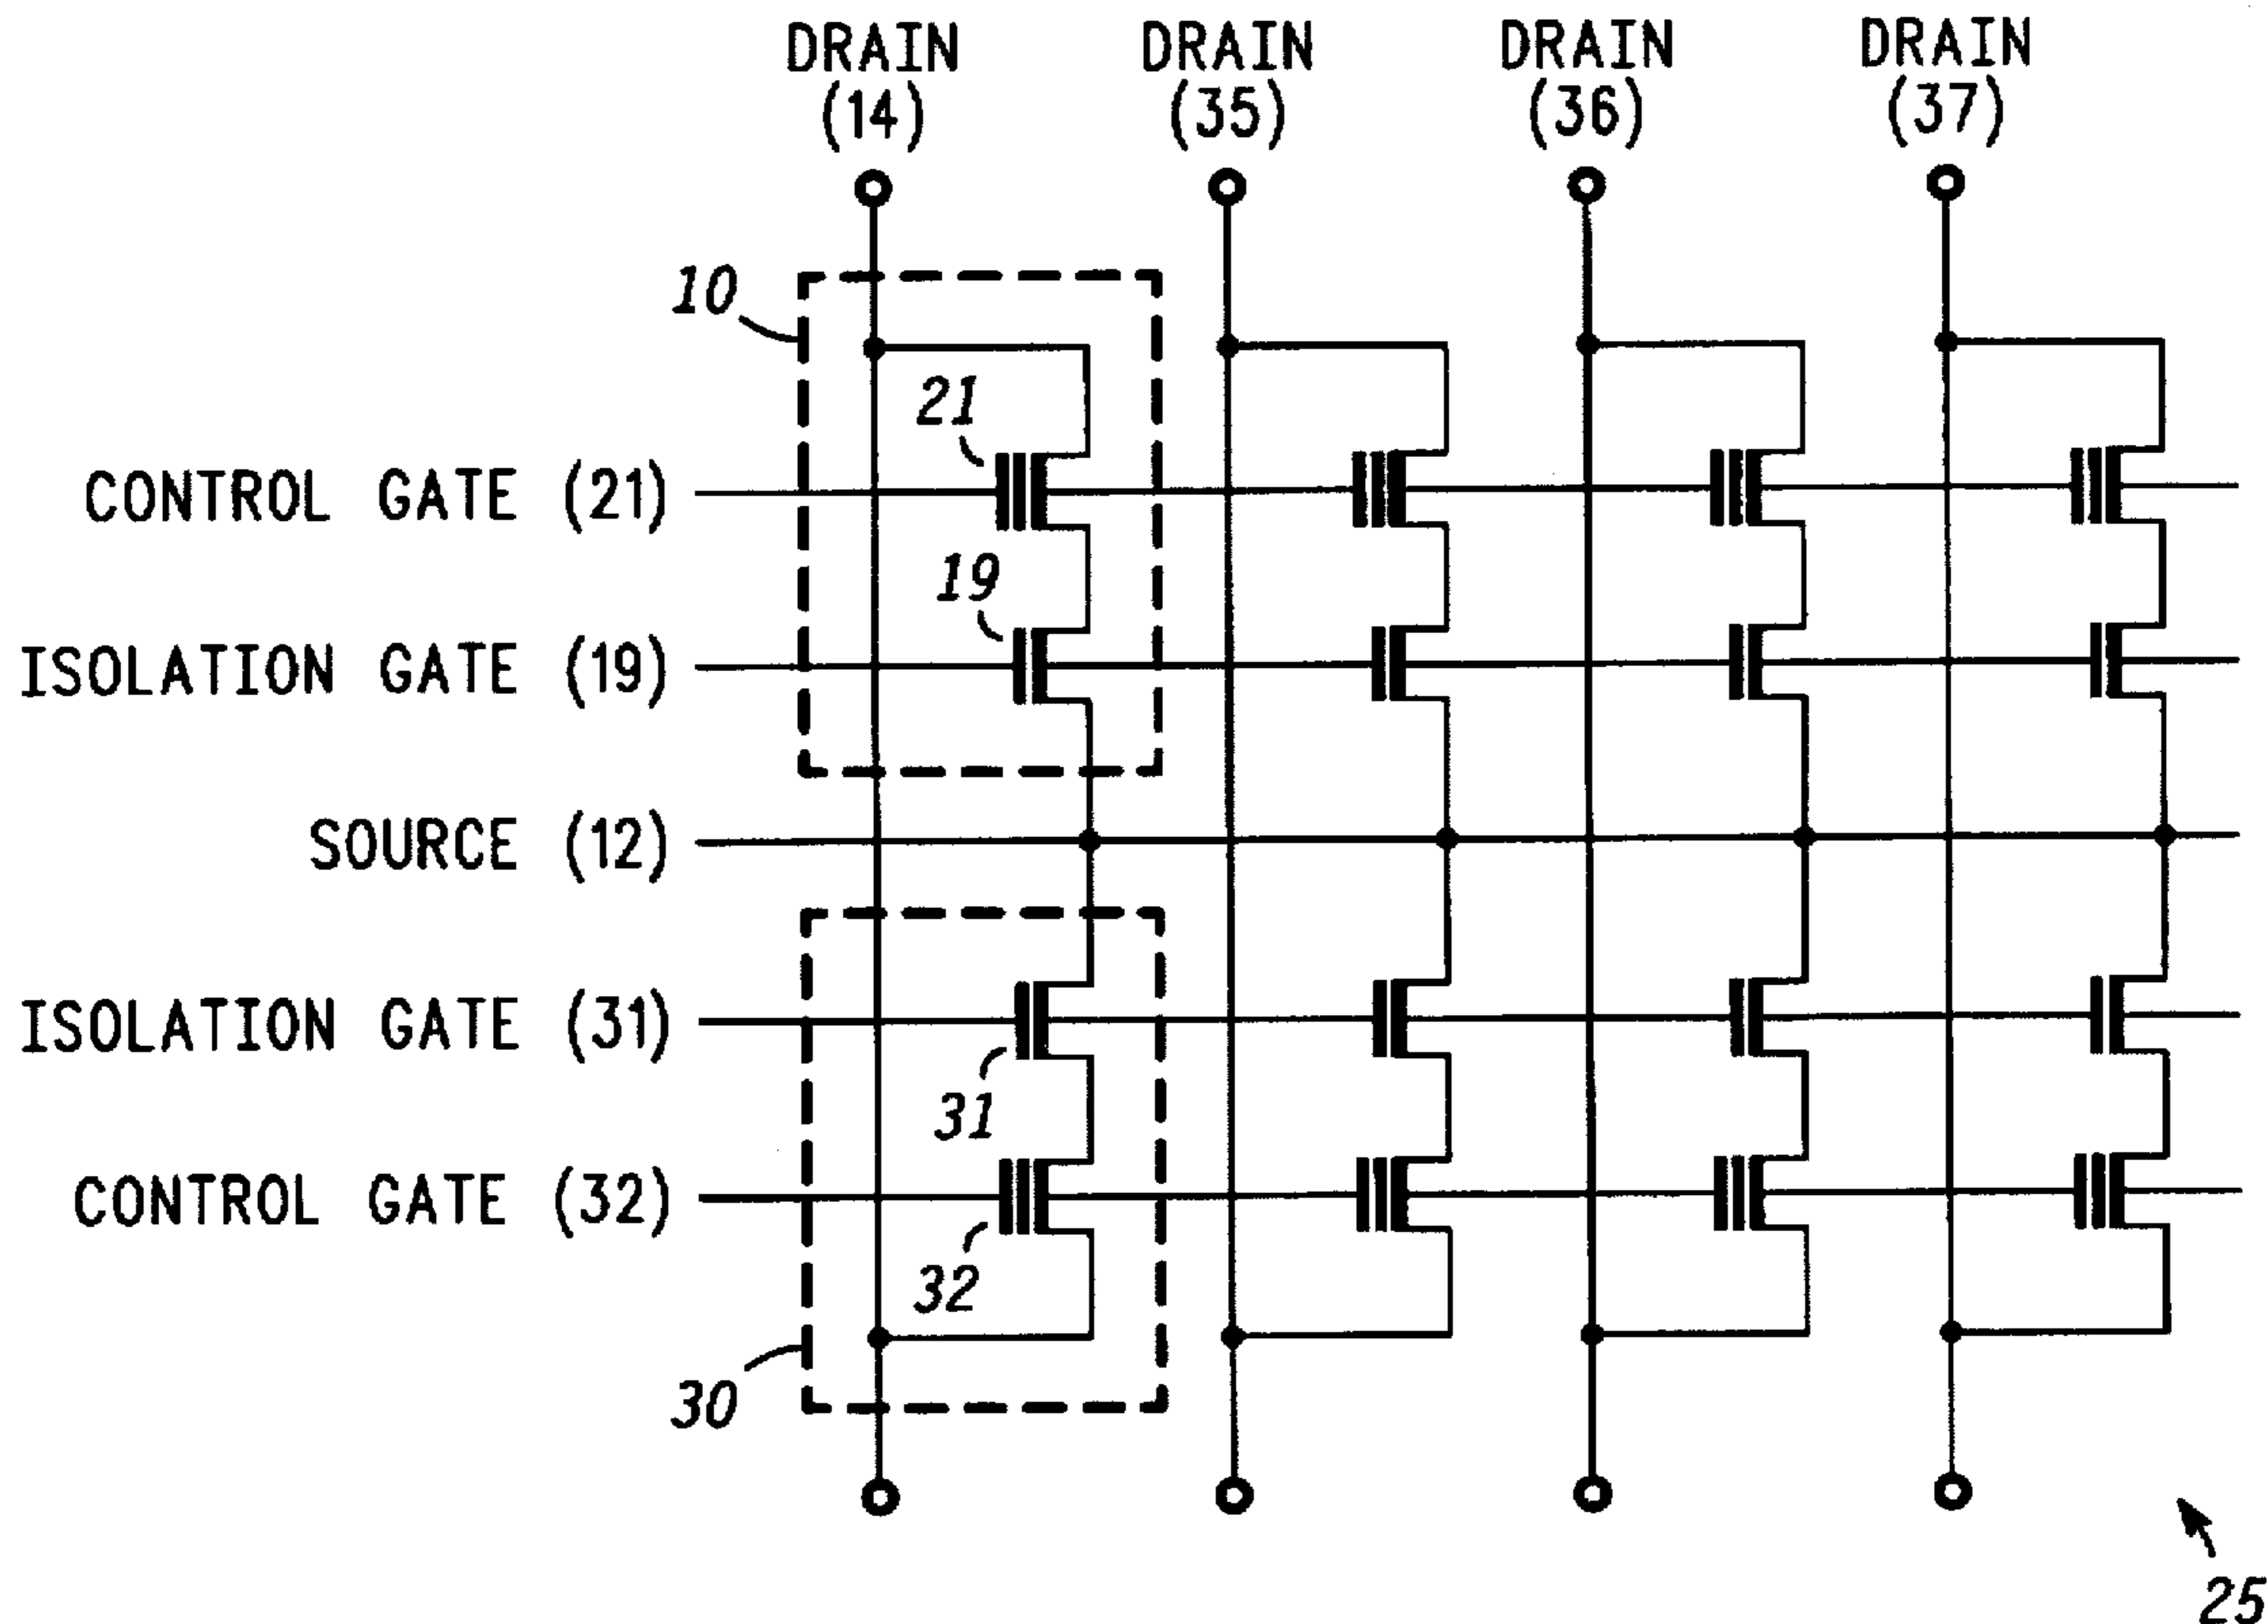 DRAIN
(14)
DRAIN
(35)
DRAIN
(36)
DRAIN
(37)
10
21
CONTROL GATE (21)
19
ISOLATION GATE (19)
SOURCE (12)
ISOLATION GATE (31)
31
CONTROL GATE (32)
32
30
25